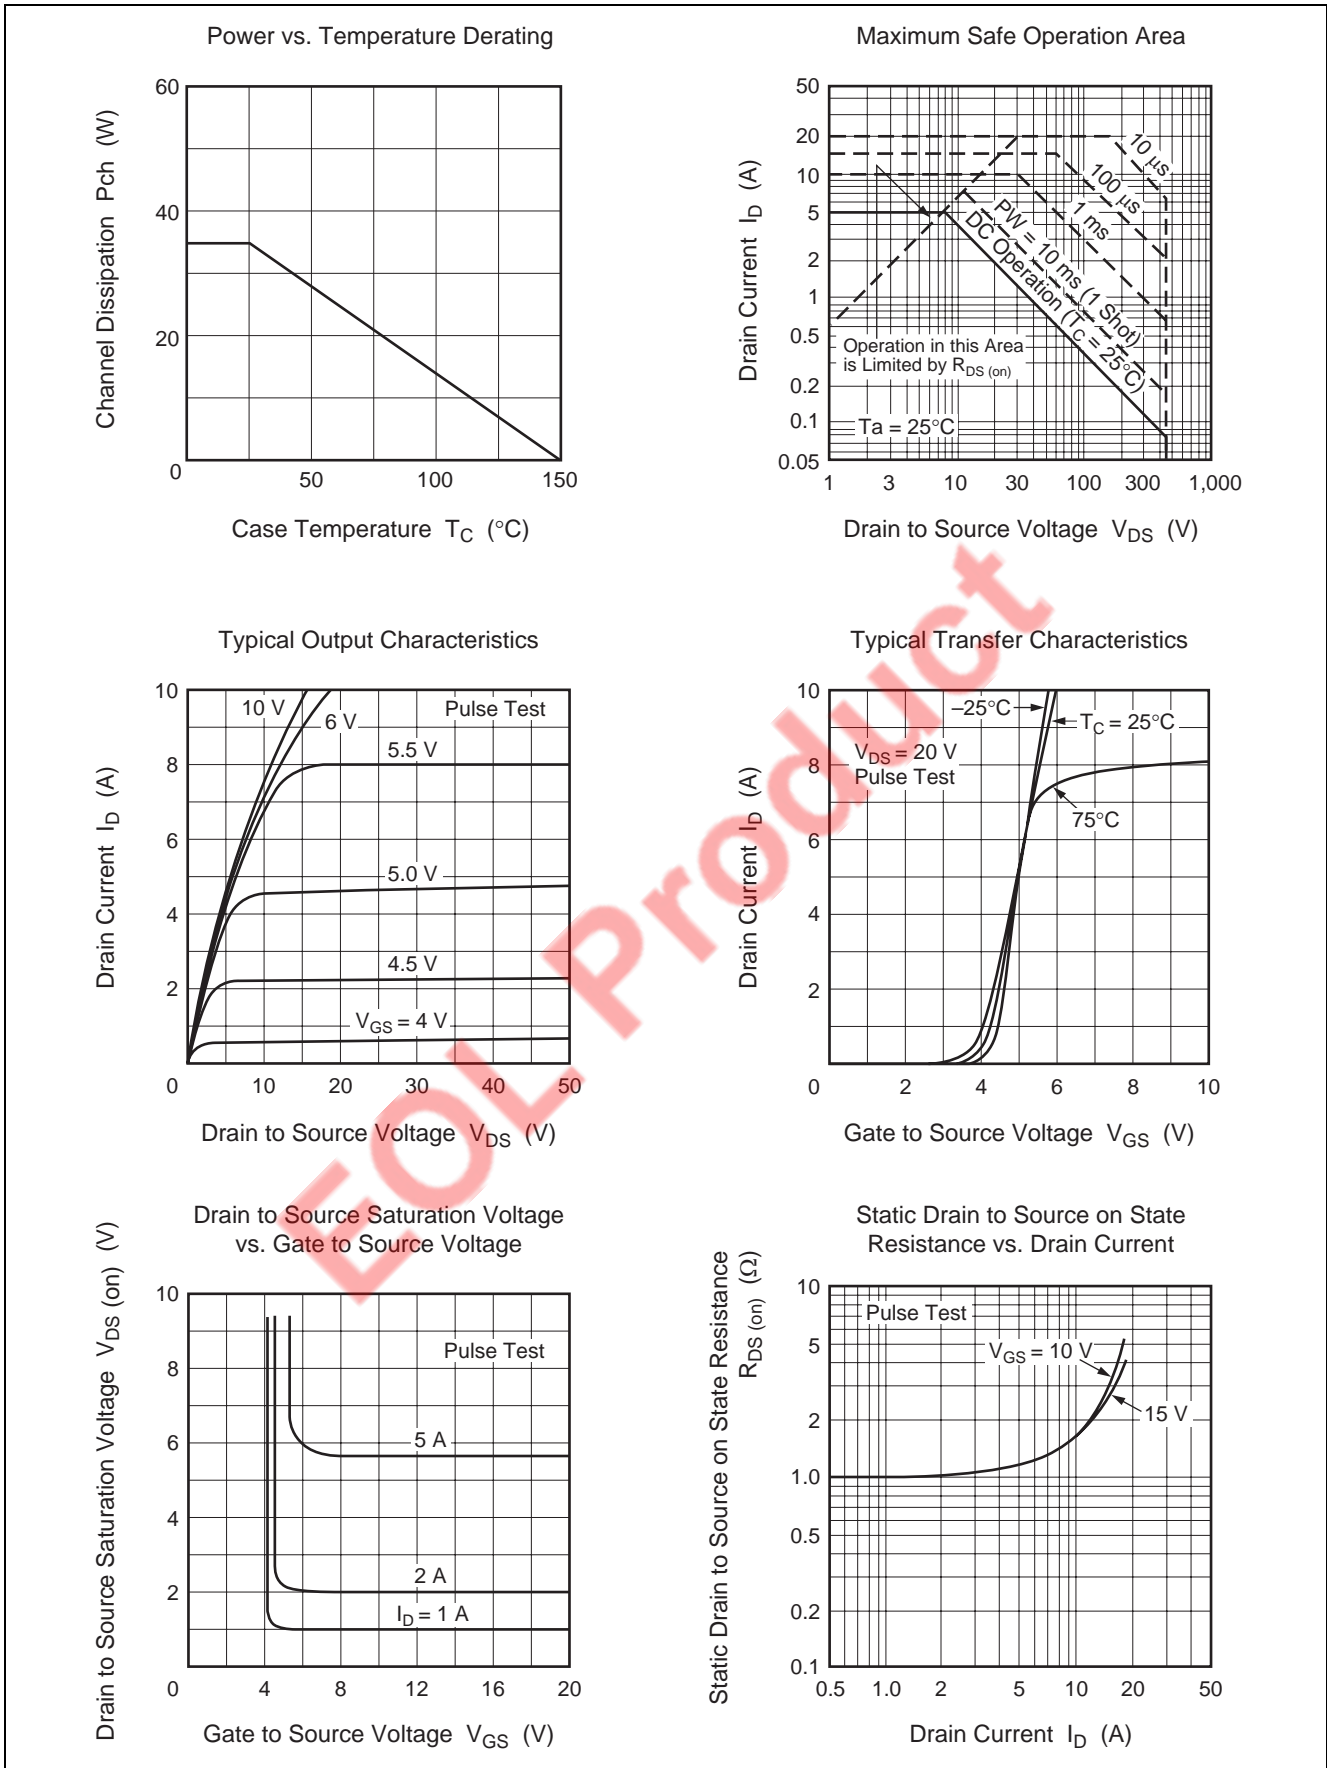 Power vs. Temperature Derating
Channel Dissipation Pch (W)
60
40
20
0
50
100
150
Case Temperature TC (°C)
Maximum Safe Operation Area
Drain Current ID (A)
50
20
10
5
2
1
0.5
0.2
0.1
0.05
10 µs
100 µs
1 ms
PW = 10 ms (1 Shot)
DC Operation (TC = 25°C)
Operation in this Area
is Limited by RDS (on)
Ta = 25°C
1
3
10
30
100
300
1,000
Drain to Source Voltage VDS (V)
Typical Output Characteristics
Drain Current ID (A)
10
8
6
4
2
0
10 V
6 V
Pulse Test
5.5 V
5.0 V
4.5 V
VGS = 4 V
10
20
30
40
50
Drain to Source Voltage VDS (V)
Typical Transfer Characteristics
Drain Current ID (A)
10
8
6
4
2
0
–25°C
TC = 25°C
VDS = 20 V
Pulse Test
75°C
2
4
6
8
10
Gate to Source Voltage VGS (V)
Drain to Source Saturation Voltage
vs. Gate to Source Voltage
Drain to Source Saturation Voltage VDS (on) (V)
10
8
6
4
2
0
Pulse Test
5 A
2 A
ID = 1 A
4
8
12
16
20
Gate to Source Voltage VGS (V)
Static Drain to Source on State
Resistance vs. Drain Current
Static Drain to Source on State Resistance
RDS (on) (Ω)
10
5
2
1.0
0.5
0.2
0.1
Pulse Test
VGS = 10 V
15 V
0.5
1.0
2
5
10
20
50
Drain Current ID (A)
EOL Product